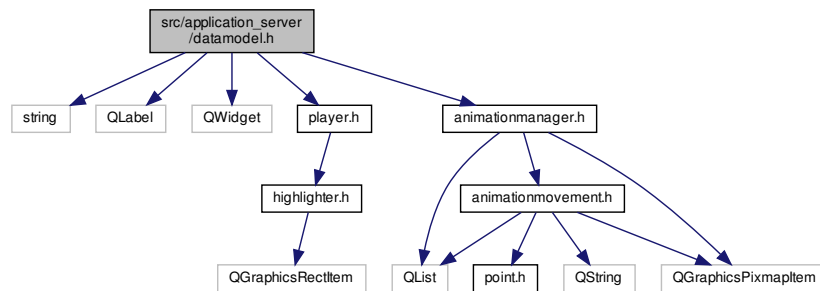 src/application_server
/datamodel.h
string
QLabel
QWidget
player.h
animationmanager.h
highlighter.h
animationmovement.h
QGraphicsRectItem
QList
point.h
QString
QGraphicsPixmapItem